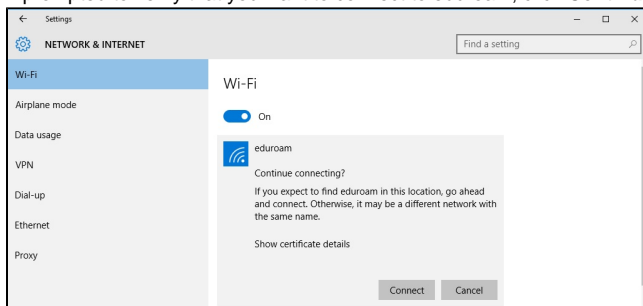 ← Settings
NETWORK & INTERNET
Find a setting
Wi-Fi
Airplane mode
Data usage
VPN
Dial-up
Ethernet
Proxy
Wi-Fi
On
eduroam
Continue connecting?
If you expect to find eduroam in this location, go ahead
and connect. Otherwise, it may be a different network with
the same name.
Show certificate details
Connect Cancel